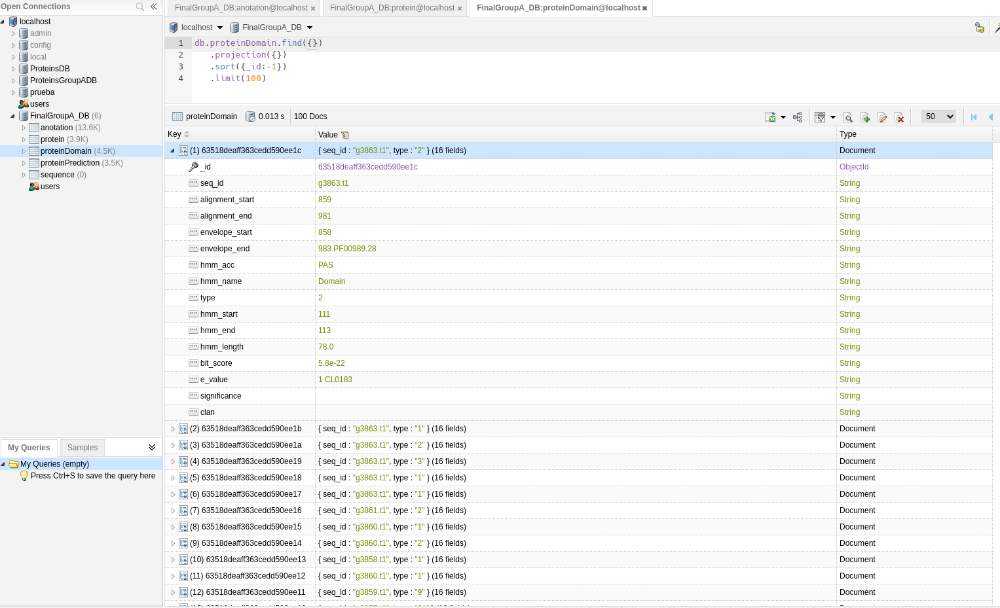 Open Connections
localhost
admin
config
local
ProteinsDB
ProteinsGroupADB
prueba
users
FinalGroupA_DB (6)
anotation (13.6K)
protein (3.9K)
proteinDomain (4.5K)
proteinPrediction (3.5K)
sequence (0)
users
My Queries Samples
My Queries (empty)
Press Ctrl+S to save the query here
FinalGroupA_DB:anotation@localhost FinalGroupA_DB:protein@localhost FinalGroupA_DB:proteinDomain@localhost
localhost FinalGroupA_DB
1 db.proteinDomain.find({})
2 .projection({})
3 .sort({_id:-1})
4 .limit(100)
proteinDomain 0.013 s 100 Docs 50
Key Value Type
(1) 63518deaff363cedd590ee1c { seq_id : "g3863.t1", type : "2" } (16 fields) Document
_id 63518deaff363cedd590ee1c ObjectId
seq_id g3863.t1 String
alignment_start 859 String
alignment_end 981 String
envelope_start 858 String
envelope_end 983 PF00989.28 String
hmm_acc PAS String
hmm_name Domain String
type 2 String
hmm_start 111 String
hmm_end 113 String
hmm_length 78.0 String
bit_score 5.8e-22 String
e_value 1 CL0183 String
significance String
clan String
(2) 63518deaff363cedd590ee1b { seq_id : "g3863.t1", type : "1" } (16 fields) Document
(3) 63518deaff363cedd590ee1a { seq_id : "g3863.t1", type : "2" } (16 fields) Document
(4) 63518deaff363cedd590ee19 { seq_id : "g3863.t1", type : "3" } (16 fields) Document
(5) 63518deaff363cedd590ee18 { seq_id : "g3863.t1", type : "1" } (16 fields) Document
(6) 63518deaff363cedd590ee17 { seq_id : "g3863.t1", type : "1" } (16 fields) Document
(7) 63518deaff363cedd590ee16 { seq_id : "g3861.t1", type : "2" } (16 fields) Document
(8) 63518deaff363cedd590ee15 { seq_id : "g3860.t1", type : "1" } (16 fields) Document
(9) 63518deaff363cedd590ee14 { seq_id : "g3860.t1", type : "2" } (16 fields) Document
(10) 63518deaff363cedd590ee13 { seq_id : "g3858.t1", type : "1" } (16 fields) Document
(11) 63518deaff363cedd590ee12 { seq_id : "g3860.t1", type : "1" } (16 fields) Document
(12) 63518deaff363cedd590ee11 { seq_id : "g3859.t1", type : "9" } (16 fields) Document